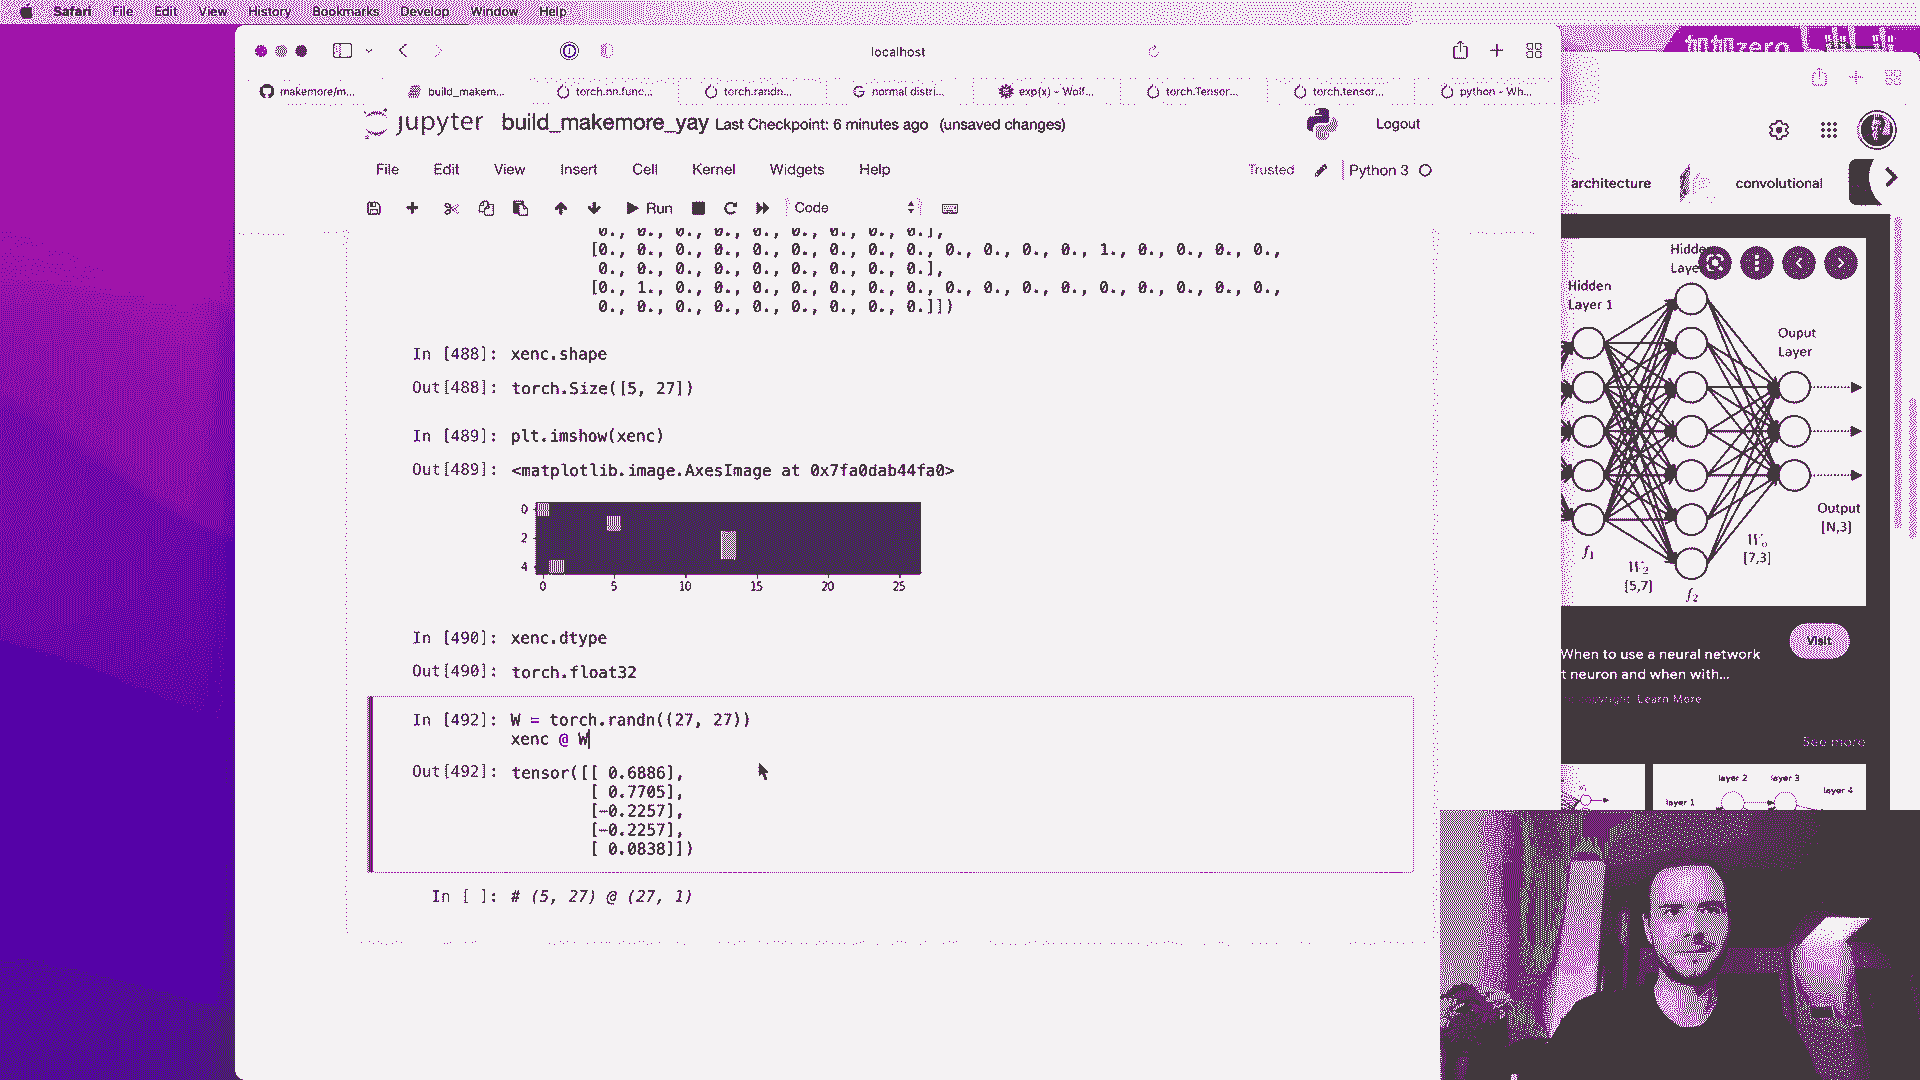 Safari File Edit View History Bookmarks Develop Window Help
加加zero
localhost
makemore/m... build_makem... torch.nn.func... torch.randn... normal distri... exp(x) – Wolf... torch.Tensor... torch.tensor... python - Wh...
jupyter build_makemore_yay Last Checkpoint: 6 minutes ago (unsaved changes) Logout
File Edit View Insert Cell Kernel Widgets Help Trusted Python 3
Run Code
0., 0., 0., 0., 0., 0., 0., 0., 0.],
[0., 0., 0., 0., 0., 0., 0., 0., 0., 0., 0., 0., 0., 1., 0., 0., 0., 0.,
0., 0., 0., 0., 0., 0., 0., 0., 0.],
[0., 1., 0., 0., 0., 0., 0., 0., 0., 0., 0., 0., 0., 0., 0., 0., 0., 0.,
0., 0., 0., 0., 0., 0., 0., 0., 0.]])
In [488]: xenc.shape
Out[488]: torch.Size([5, 27])
In [489]: plt.imshow(xenc)
Out[489]: <matplotlib.image.AxesImage at 0x7fa0dab44fa0>
0
2
4
0 5 10 15 20 25
In [490]: xenc.dtype
Out[490]: torch.float32
In [492]: W = torch.randn((27, 27))
xenc @ W
Out[492]: tensor([[ 0.6886],
[ 0.7705],
[-0.2257],
[-0.2257],
[ 0.0838]])
In [ ]: # (5, 27) @ (27, 1)
architecture convolutional
Hidden
Layer 1
Ouput
Layer
Output
[N,3]
f1
W2
[5,7]
f2
[7,3]
Visit
When to use a neural network
t neuron and when with...
Learn More
See more
layer 1 layer 2 layer 3 layer 4